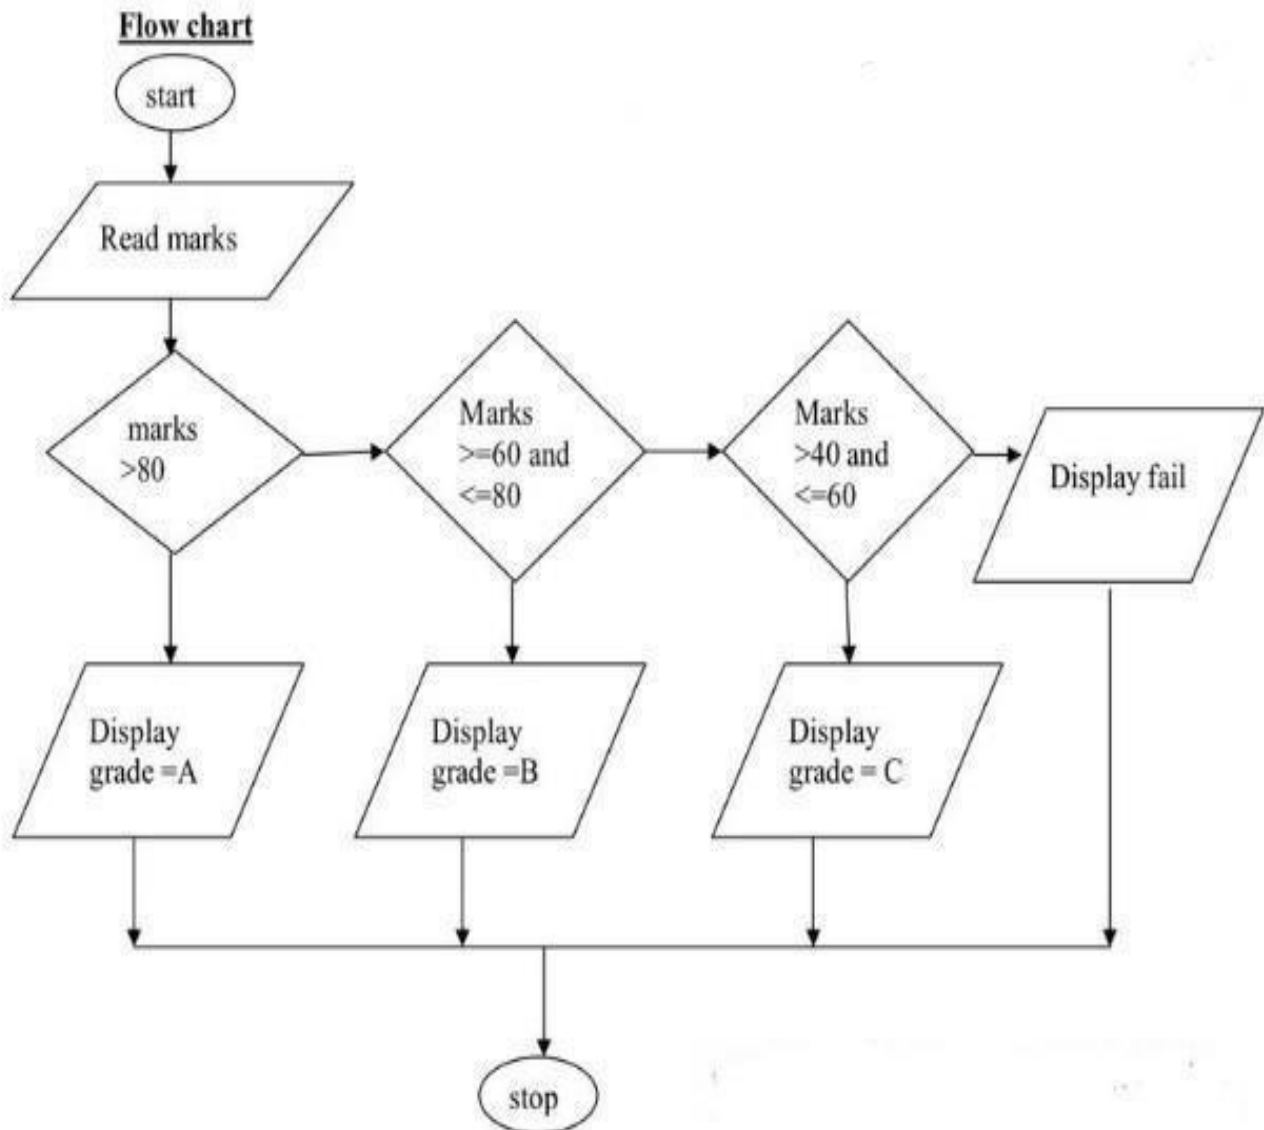 Flow chart
start
Read marks
marks
>80
Marks
>=60 and
<=80
Marks
>40 and
<=60
Display fail
Display
grade =A
Display
grade =B
Display
grade = C
stop